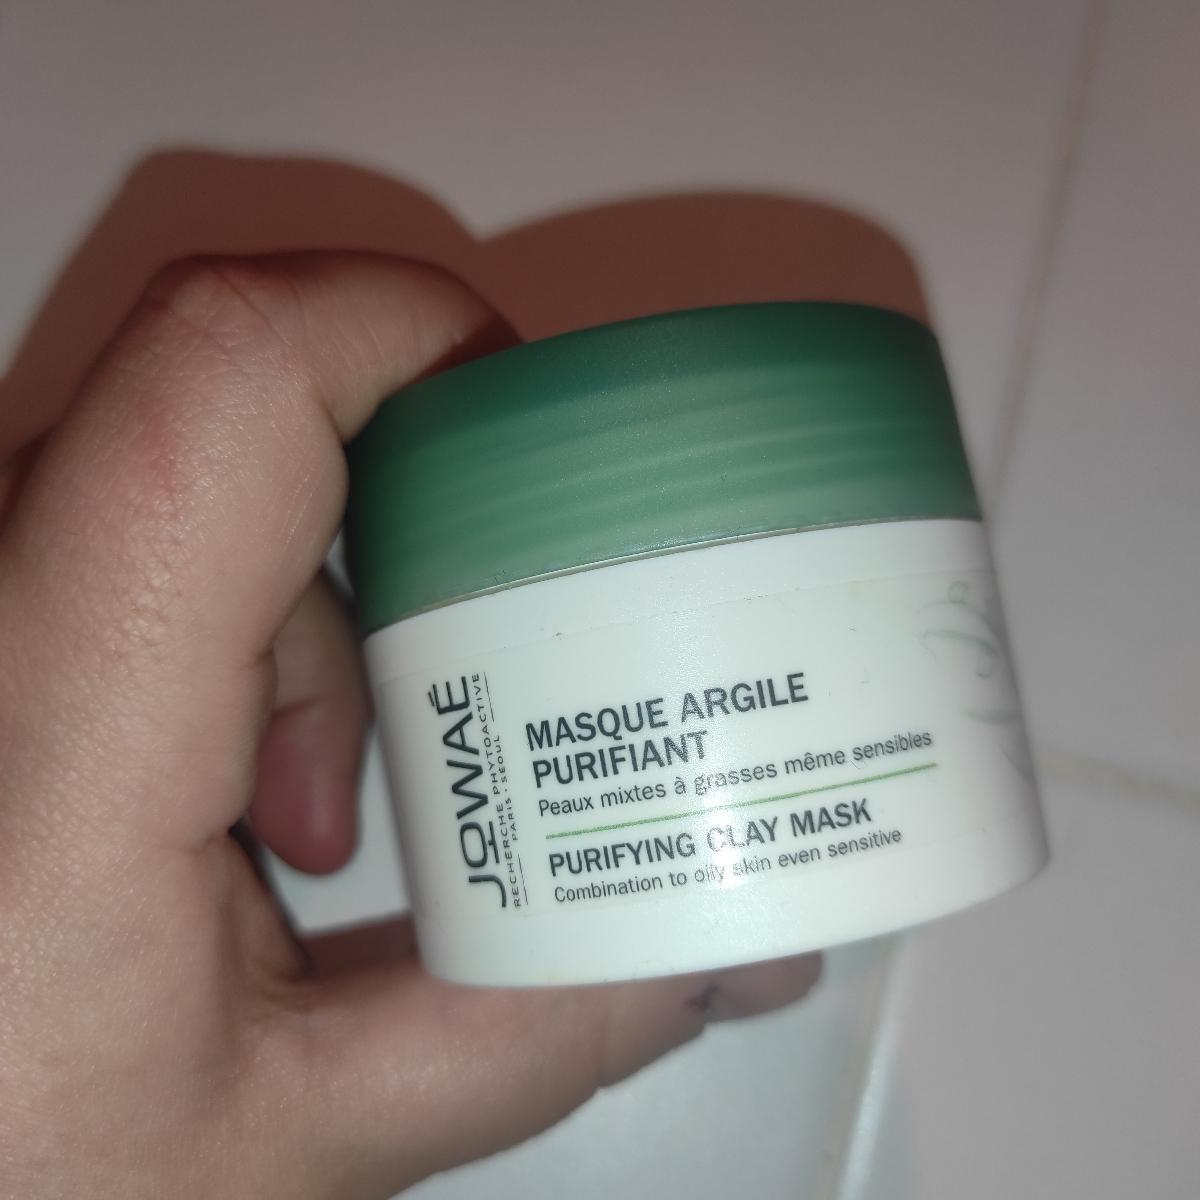 JOWAÉ
RECHERCHE PHYTOACTIVE
PARIS · SÉOUL
MASQUE ARGILE
PURIFIANT
Peaux mixtes à grasses même sensibles
PURIFYING CLAY MASK
Combination to oily skin even sensitive